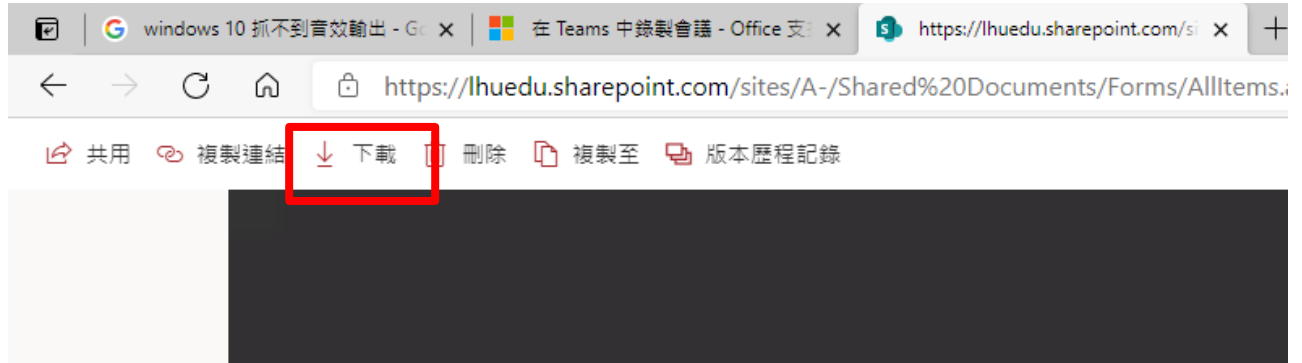 windows 10 抓不到音效輸出 - Go
在 Teams 中錄製會議 - Office 支
https://lhuedu.sharepoint.com/si
https://lhuedu.sharepoint.com/sites/A-/Shared%20Documents/Forms/AllItems.a
共用 複製連結 下載 刪除 複製至 版本歷程記錄